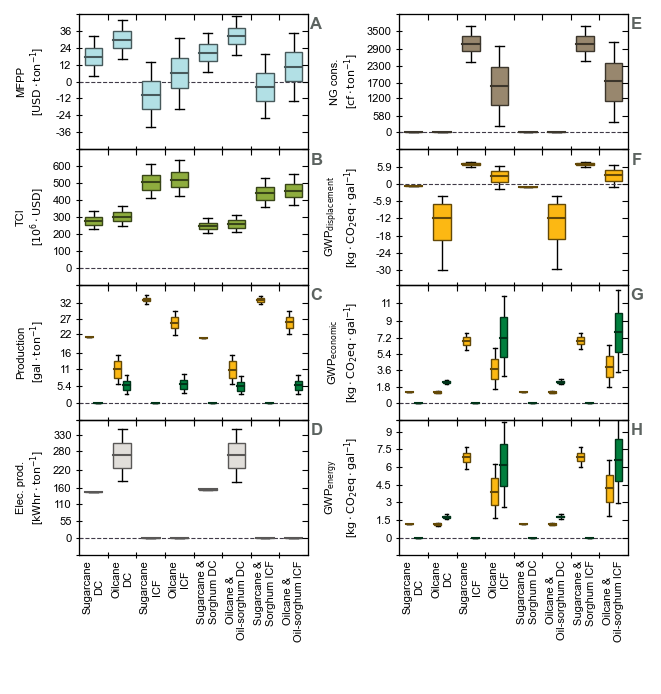 A
MFPP
[USD · ton⁻¹]
36
24
12
0
-12
-24
-36
B
TCI
[10⁶ · USD]
600
500
400
300
200
100
0
C
Production
[gal · ton⁻¹]
32
27
22
16
11
5.4
0
D
Elec. prod.
[kWhr · ton⁻¹]
330
280
220
160
110
55
0
Sugarcane
DC
Oilcane
DC
Sugarcane
ICF
Oilcane
ICF
Sugarcane &
Sorghum DC
Oilcane &
Oil-sorghum DC
Sugarcane &
Sorghum ICF
Oilcane &
Oil-sorghum ICF
E
NG cons.
[cf · ton⁻¹]
3500
2900
2300
1700
1200
580
0
F
GWP displacement
[kg · CO₂eq · gal⁻¹]
5.9
0
-5.9
-12
-18
-24
-30
G
GWP economic
[kg · CO₂eq · gal⁻¹]
11
9
7.2
5.4
3.6
1.8
0
H
GWP energy
[kg · CO₂eq · gal⁻¹]
9
7.5
6
4.5
3
1.5
0
Sugarcane
DC
Oilcane
DC
Sugarcane
ICF
Oilcane
ICF
Sugarcane &
Sorghum DC
Oilcane &
Oil-sorghum DC
Sugarcane &
Sorghum ICF
Oilcane &
Oil-sorghum ICF